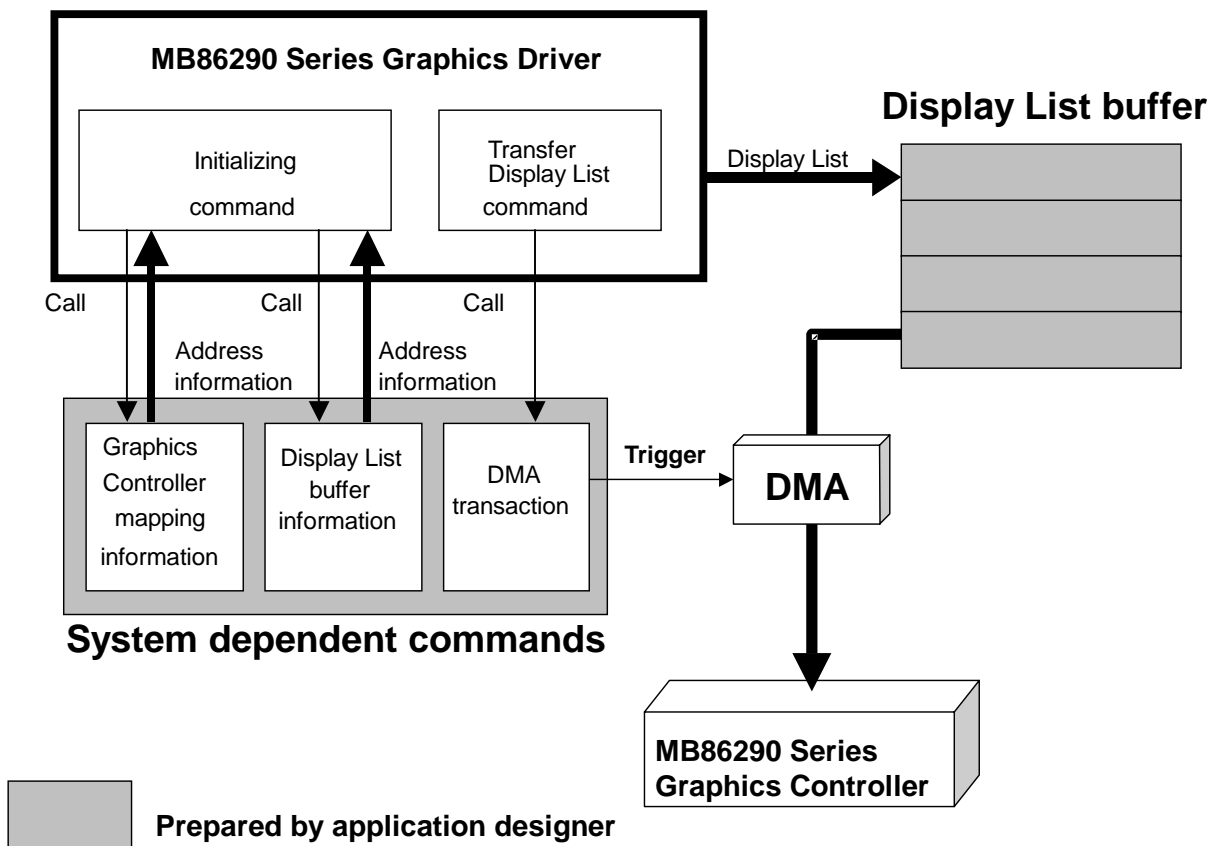 MB86290 Series Graphics Driver
Initializing
command
Transfer
Display List
command
Display List
Display List buffer
Call
Call
Call
Address
information
Address
information
Graphics
Controller
mapping
information
Display List
buffer
information
DMA
transaction
Trigger
DMA
System dependent commands
MB86290 Series
Graphics Controller
Prepared by application designer